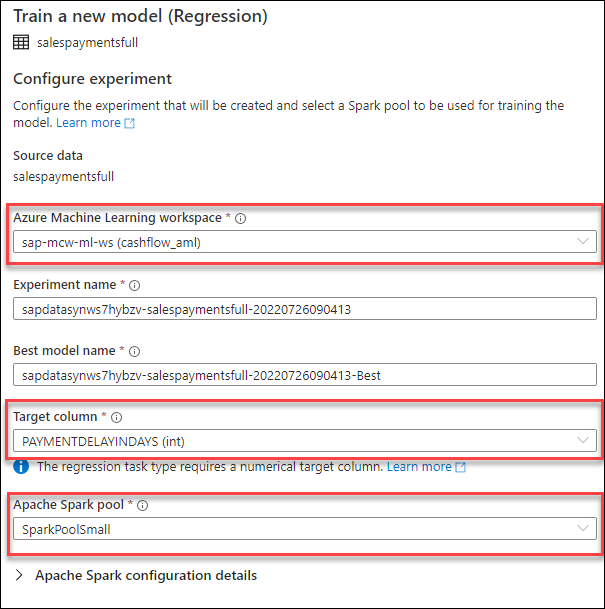 Train a new model (Regression)
salespaymentsfull
Configure experiment
Configure the experiment that will be created and select a Spark pool to be used for training the
model. Learn more
Source data
salespaymentsfull
Azure Machine Learning workspace *
sap-mcw-ml-ws (cashflow_aml)
Experiment name *
sapdatasynws7hybzv-salespaymentsfull-20220726090413
Best model name *
sapdatasynws7hybzv-salespaymentsfull-20220726090413-Best
Target column *
PAYMENTDELAYINDAYS (int)
The regression task type requires a numerical target column. Learn more
Apache Spark pool *
SparkPoolSmall
Apache Spark configuration details